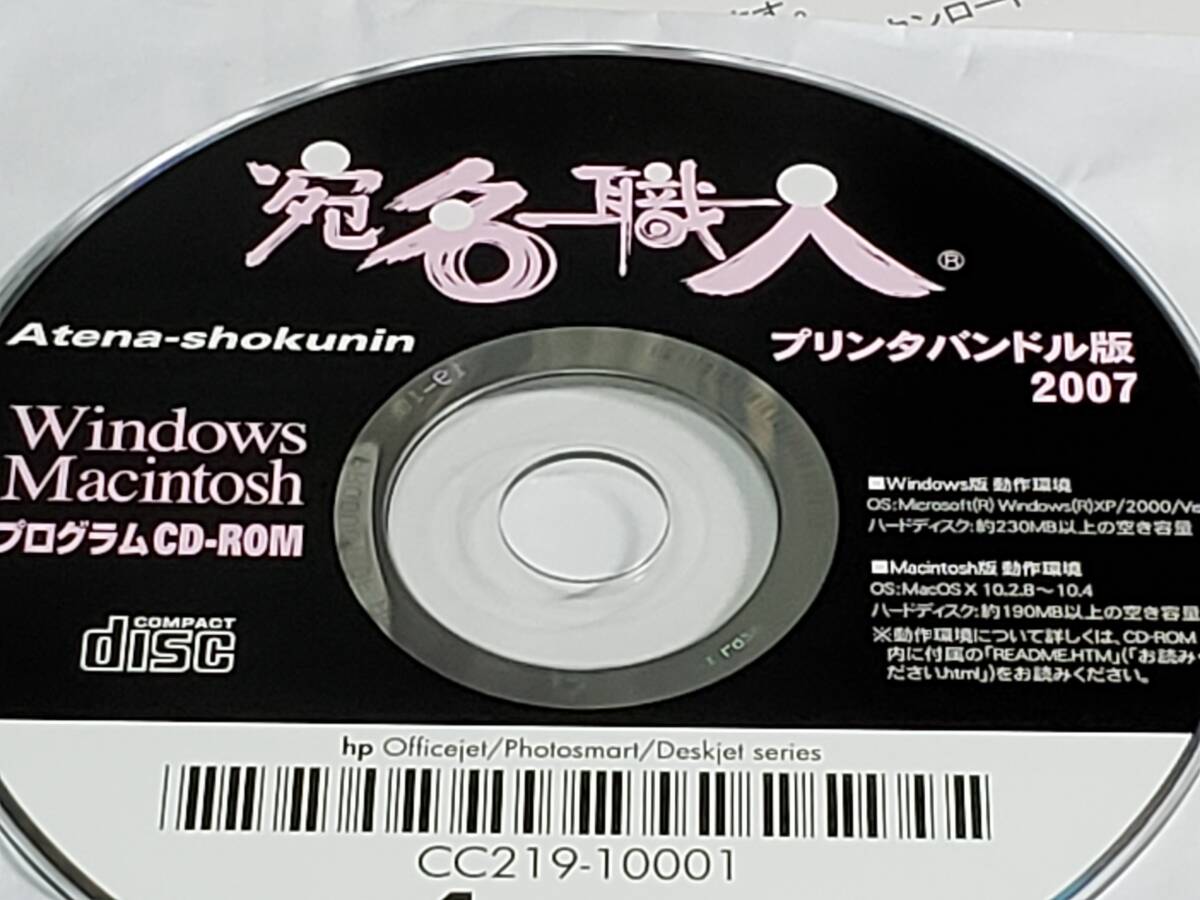 ンロード
宛名職人®
Atena-shokunin
プリンタバンドル版
2007
Windows
Macintosh
プログラムCD-ROM
■Windows版 動作環境
OS:Microsoft(R) Windows(R)XP/2000/Vis
ハードディスク:約230MB以上の空き容量
■Macintosh版 動作環境
OS:MacOS X 10.2.8～10.4
ハードディスク:約190MB以上の空き容量
※動作環境について詳しくは、CD-ROM
内に付属の「README.HTM」(「お読み
ださい.html」)をお読みください。
COMPACT
disc
hp Officejet/Photosmart/Deskjet series
CC219-10001